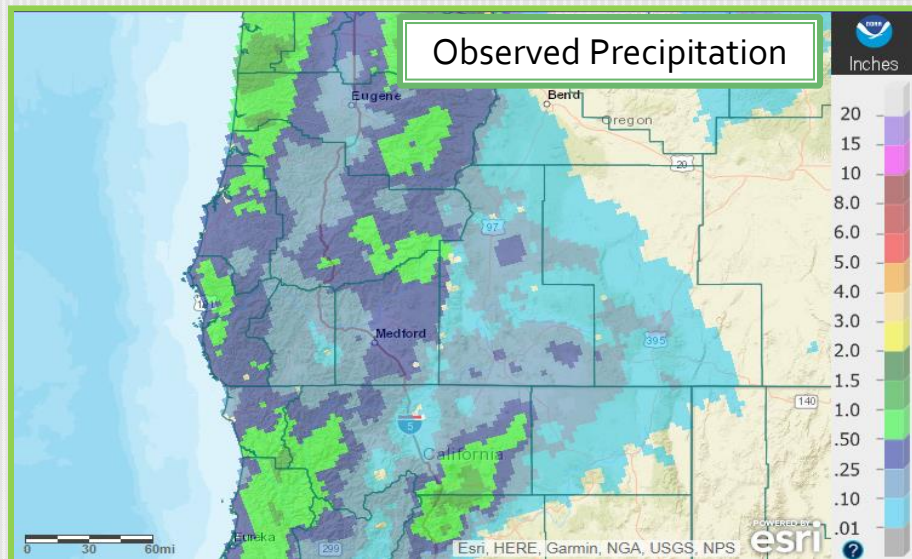 Observed Precipitation
NOAA
Inches
Eugene
Bend
Oregon
20
97
101
Medford
395
140
5
California
Eureka
299
0 30 60mi
Esri, HERE, Garmin, NGA, USGS, NPS
POWERED BY
esri
20
15
10
8.0
6.0
5.0
4.0
3.0
2.0
1.5
1.0
.50
.25
.10
.01
?